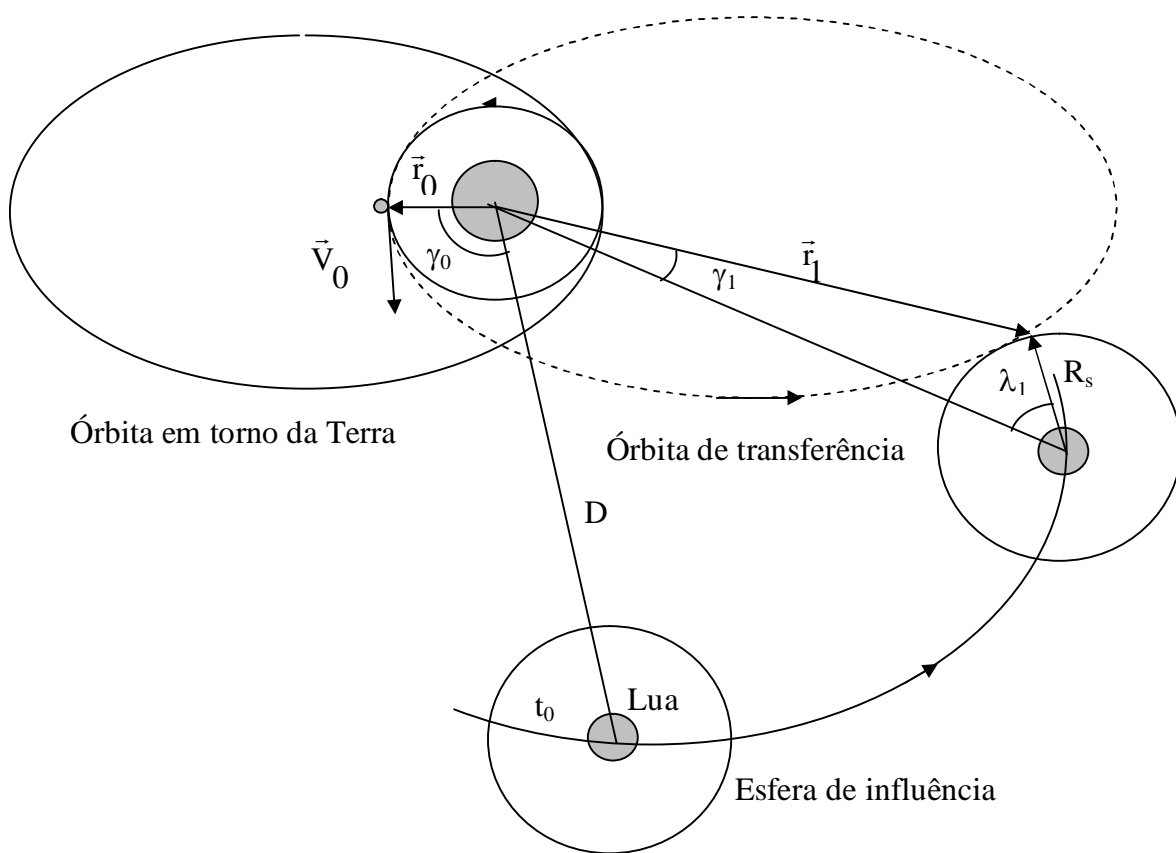 r⃗₀
V⃗₀
γ₀
γ₁
r⃗₁
λ₁
Rₛ
Órbita em torno da Terra
Órbita de transferência
D
t₀
Lua
Esfera de influência